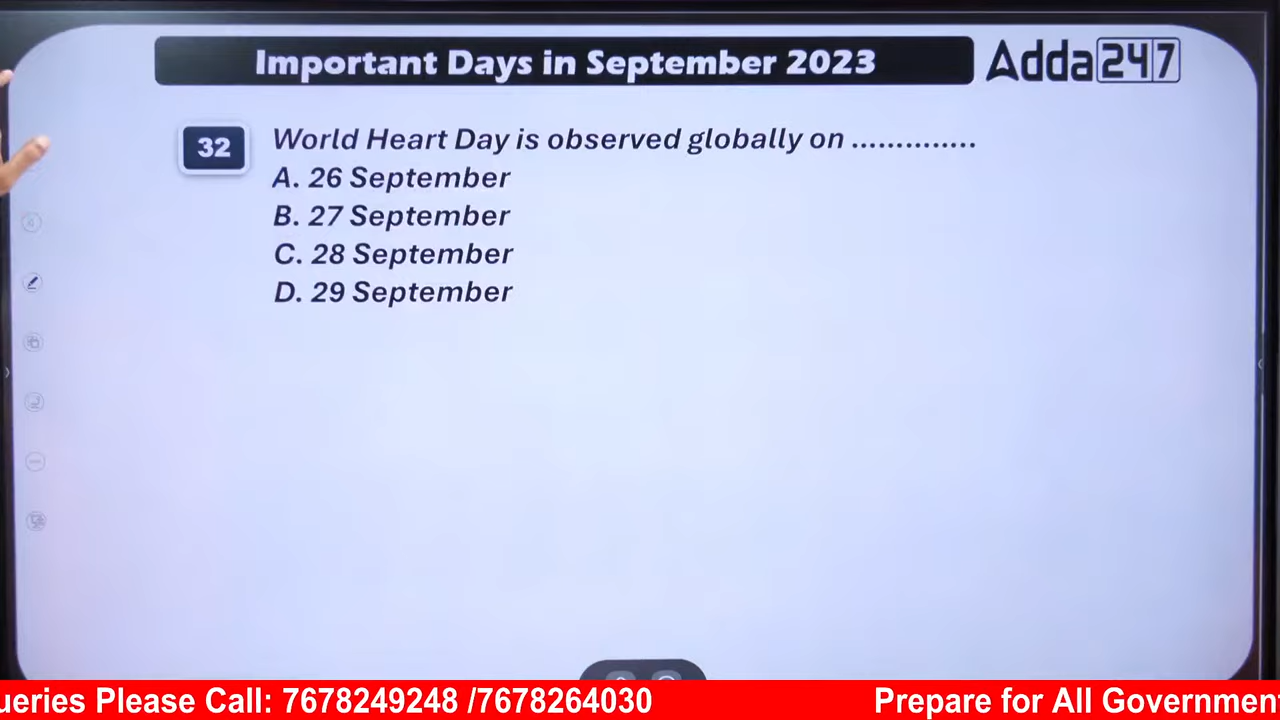 Important Days in September 2023
Adda247
32
World Heart Day is observed globally on ..............
A. 26 September
B. 27 September
C. 28 September
D. 29 September
ueries Please Call: 7678249248 /7678264030 Prepare for All Government